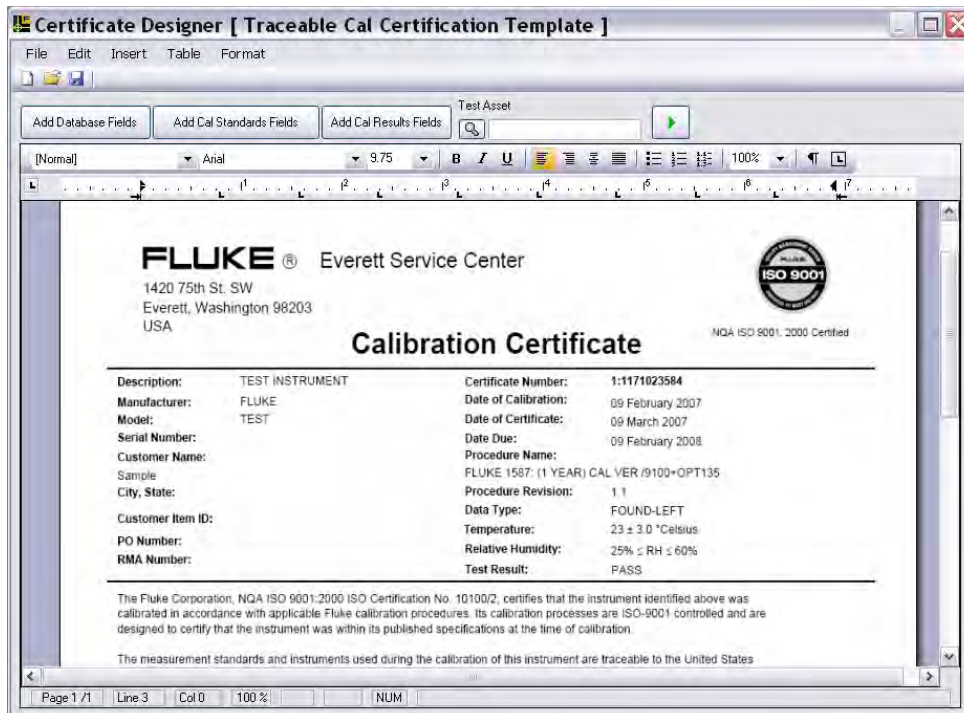 Certificate Designer [ Traceable Cal Certification Template ]
File Edit Insert Table Format
Test Asset
Add Database Fields Add Cal Standards Fields Add Cal Results Fields
[Normal] Arial 9.75 B I U 100% ¶ L
L 1 2 3 4 5 6 7
FLUKE ® Everett Service Center
1420 75th St. SW
Everett, Washington 98203
USA
FLUKE
ISO 9001
NQA ISO 9001, 2000 Certified
Calibration Certificate
Description: TEST INSTRUMENT
Manufacturer: FLUKE
Model: TEST
Serial Number:
Customer Name:
Sample
City, State:
Customer Item ID:
PO Number:
RMA Number:
Certificate Number: 1:1171023584
Date of Calibration: 09 February 2007
Date of Certificate: 09 March 2007
Date Due: 09 February 2008
Procedure Name:
FLUKE 1587: (1 YEAR) CAL VER /9100+OPT135
Procedure Revision: 1.1
Data Type: FOUND-LEFT
Temperature: 23 ± 3.0 °Celsius
Relative Humidity: 25% ≤ RH ≤ 60%
Test Result: PASS
The Fluke Corporation, NQA ISO 9001:2000 ISO Certification No. 10100/2, certifies that the instrument identified above was
calibrated in accordance with applicable Fluke calibration procedures. Its calibration processes are ISO-9001 controlled and are
designed to certify that the instrument was within its published specifications at the time of calibration.
The measurement standards and instruments used during the calibration of this instrument are traceable to the United States
Page 1 /1 Line 3 Col 0 100 % NUM